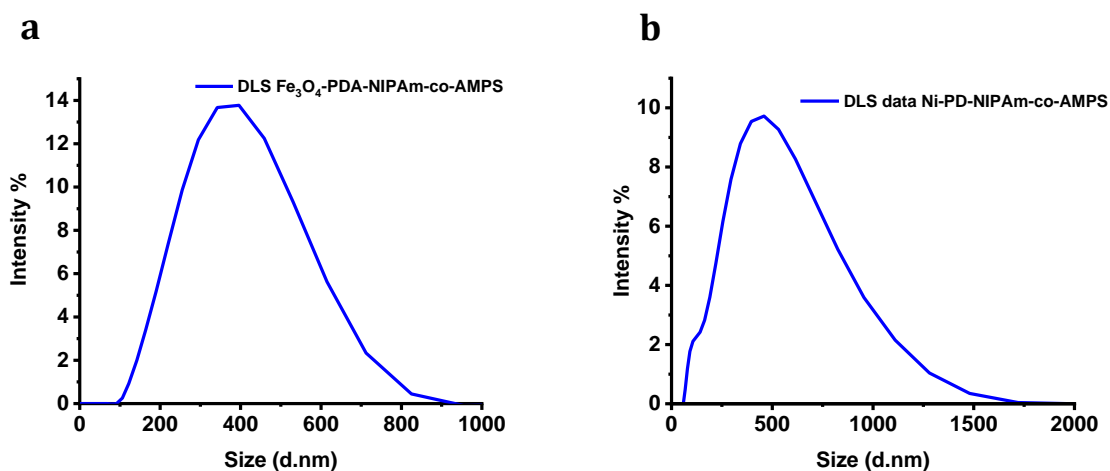 a
DLS Fe₃O₄-PDA-NIPAm-co-AMPS
Intensity %
14
12
10
8
6
4
2
0
0 200 400 600 800 1000
Size (d.nm)
b
DLS data Ni-PD-NIPAm-co-AMPS
Intensity %
10
8
6
4
2
0
0 500 1000 1500 2000
Size (d.nm)